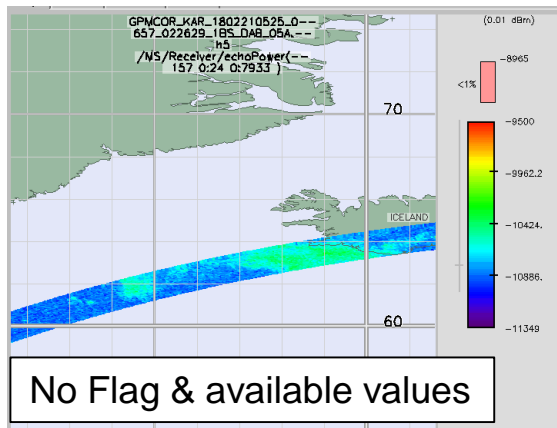 GPMCOR_KAR_1802210525_0--
657_022629_1BS_DAB_05A.--
h5
/MS/Receiver/echoPower(--
157 0:24 0:7933 )
(0.01 dBm)
-8965
<1%
70
-9500
-9962.2
ICELAND
-10424.
-10886.
60
-11349
No Flag & available values